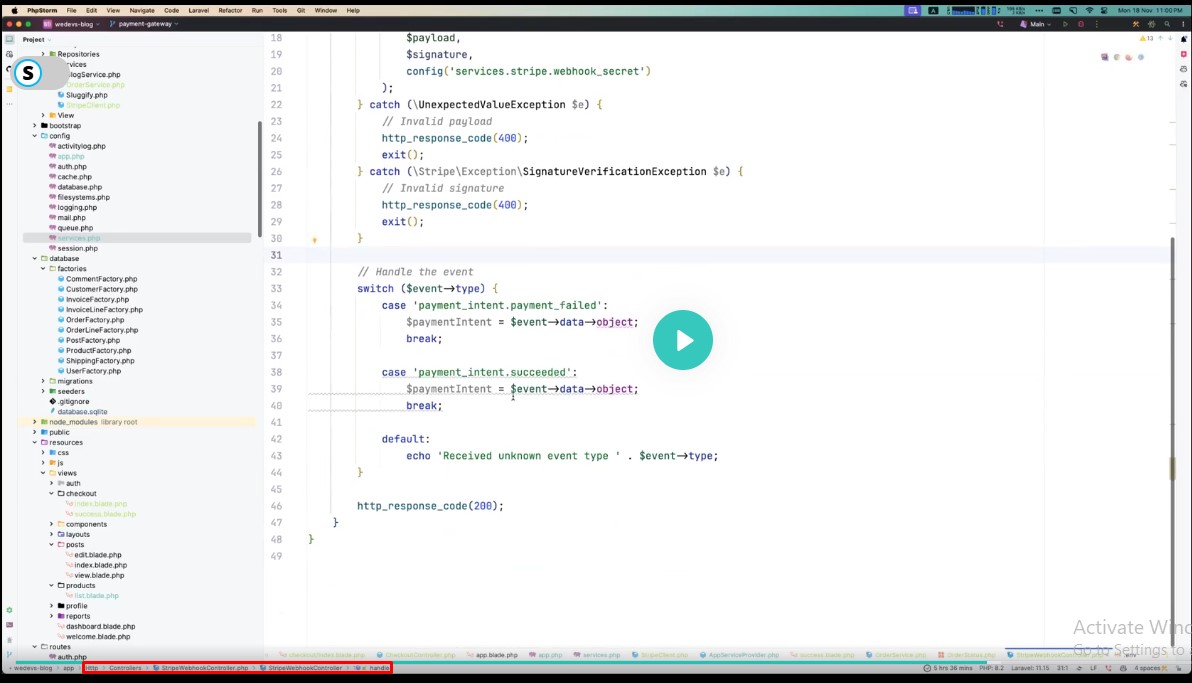 PhpStorm File Edit View Navigate Code Laravel Refactor Run Tools Git Window Help
Mon 18 Nov 11:00PM
wedevs-blog payment-gateway
Main
Project
Repositories
BlogService.php
OrderService.php
Sluggify.php
StripeClient.php
View
bootstrap
config
activitylog.php
app.php
auth.php
cache.php
database.php
filesystems.php
logging.php
mail.php
queue.php
services.php
session.php
database
factories
CommentFactory.php
CustomerFactory.php
InvoiceFactory.php
InvoiceLineFactory.php
OrderFactory.php
OrderLineFactory.php
PostFactory.php
ProductFactory.php
ShippingFactory.php
UserFactory.php
migrations
seeders
.gitignore
database.sqlite
node_modules library root
public
resources
css
js
views
auth
checkout
index.blade.php
success.blade.php
components
layouts
posts
edit.blade.php
index.blade.php
view.blade.php
products
list.blade.php
profile
reports
dashboard.blade.php
welcome.blade.php
routes
auth.php
S
18 $payload,
19 $signature,
20 config('services.stripe.webhook_secret')
21 );
22 } catch (\UnexpectedValueException $e) {
23 // Invalid payload
24 http_response_code(400);
25 exit();
26 } catch (\Stripe\Exception\SignatureVerificationException $e) {
27 // Invalid signature
28 http_response_code(400);
29 exit();
30 }
31
32 // Handle the event
33 switch ($event→type) {
34 case 'payment_intent.payment_failed':
35 $paymentIntent = $event→data→object;
36 break;
37
38 case 'payment_intent.succeeded':
39 $paymentIntent = $event→data→object;
40 break;
41
42 default:
43 echo 'Received unknown event type ' . $event→type;
44 }
45
46 http_response_code(200);
47 }
48 }
49
13
Activate Wind
Go to Settings to a
checkout/index.blade.php CheckoutController.php app.blade.php app.php services.php StripeClient.php AppServiceProvider.php success.blade.php OrderService.php OrderStatus.php StripeWebhookController.php .env
wedevs-blog > app > Http > Controllers > StripeWebhookController.php > StripeWebhookController > handle
5 hrs 38 mins PHP: 8.2 Laravel: 11.15 31:1 LF 4 spaces